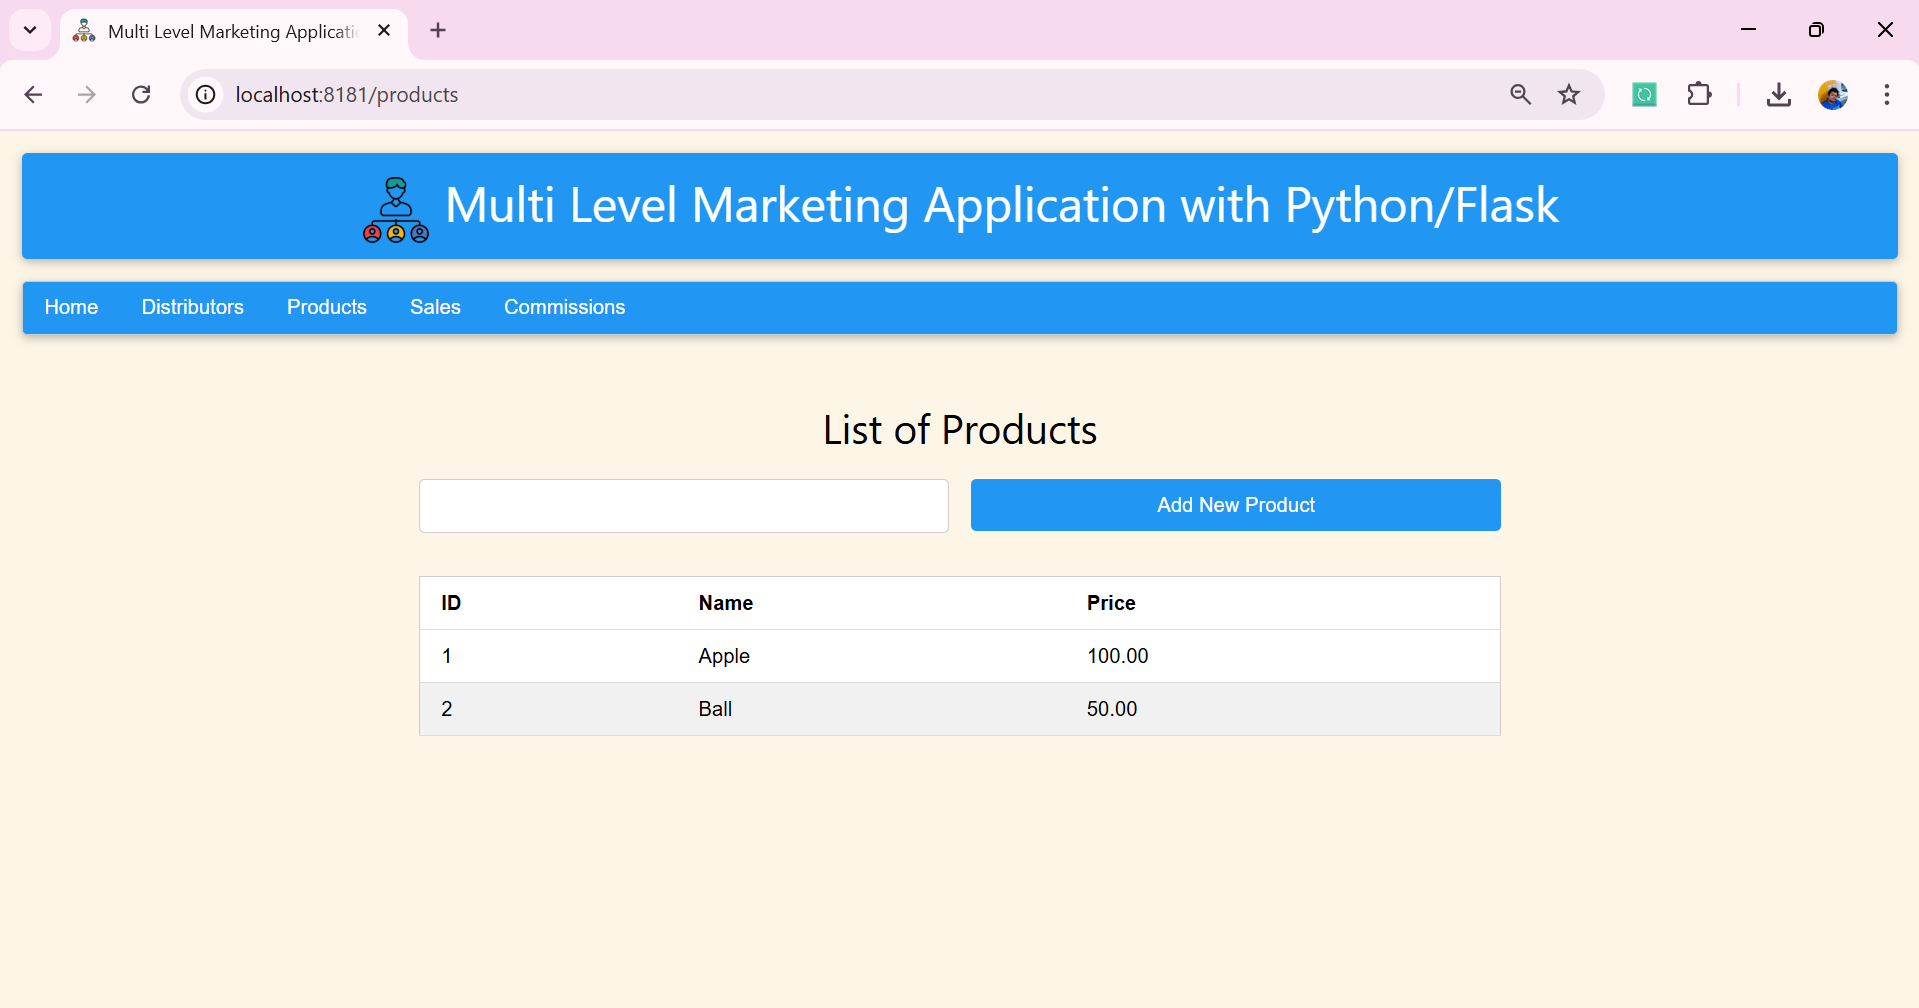 Multi Level Marketing Applicati
localhost:8181/products
Multi Level Marketing Application with Python/Flask
Home Distributors Products Sales Commissions
List of Products
Add New Product
ID Name Price
1 Apple 100.00
2 Ball 50.00